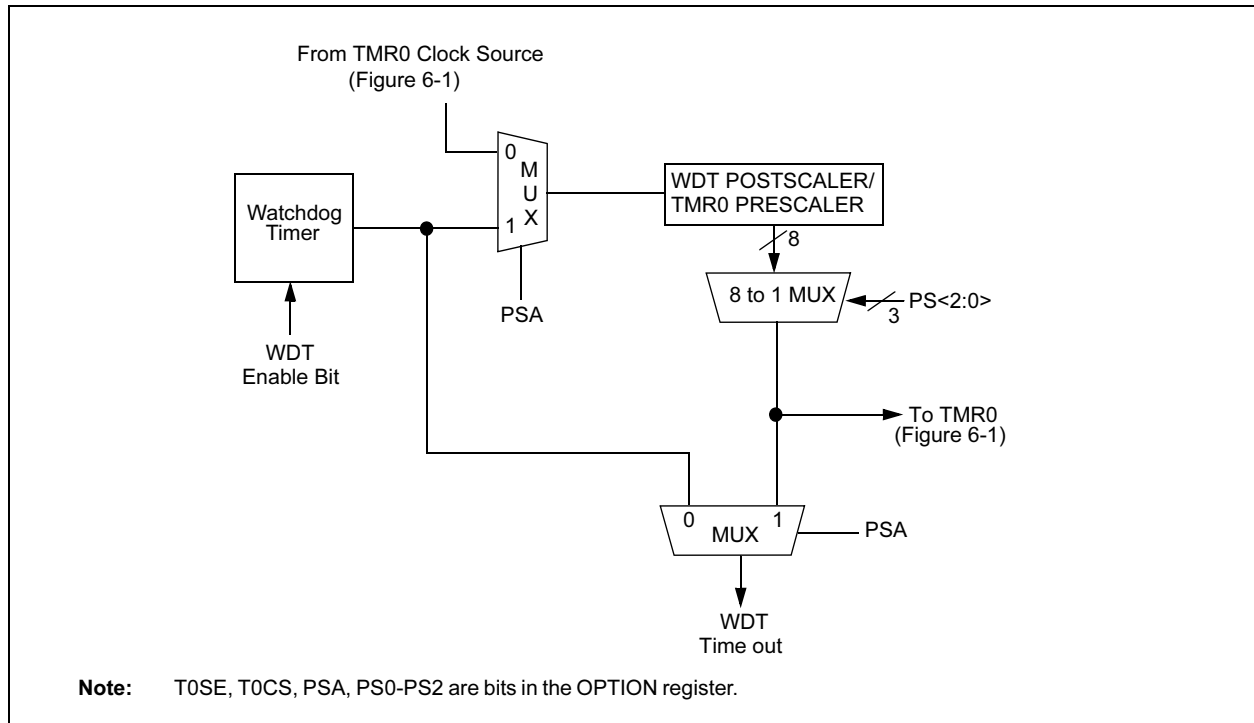 From TMR0 Clock Source
(Figure 6-1)
0
M
U
X
1
Watchdog
Timer
WDT POSTSCALER/
TMR0 PRESCALER
8
8 to 1 MUX
PS<2:0>
3
PSA
WDT
Enable Bit
To TMR0
(Figure 6-1)
0
1
MUX
PSA
WDT
Time out
Note: T0SE, T0CS, PSA, PS0-PS2 are bits in the OPTION register.